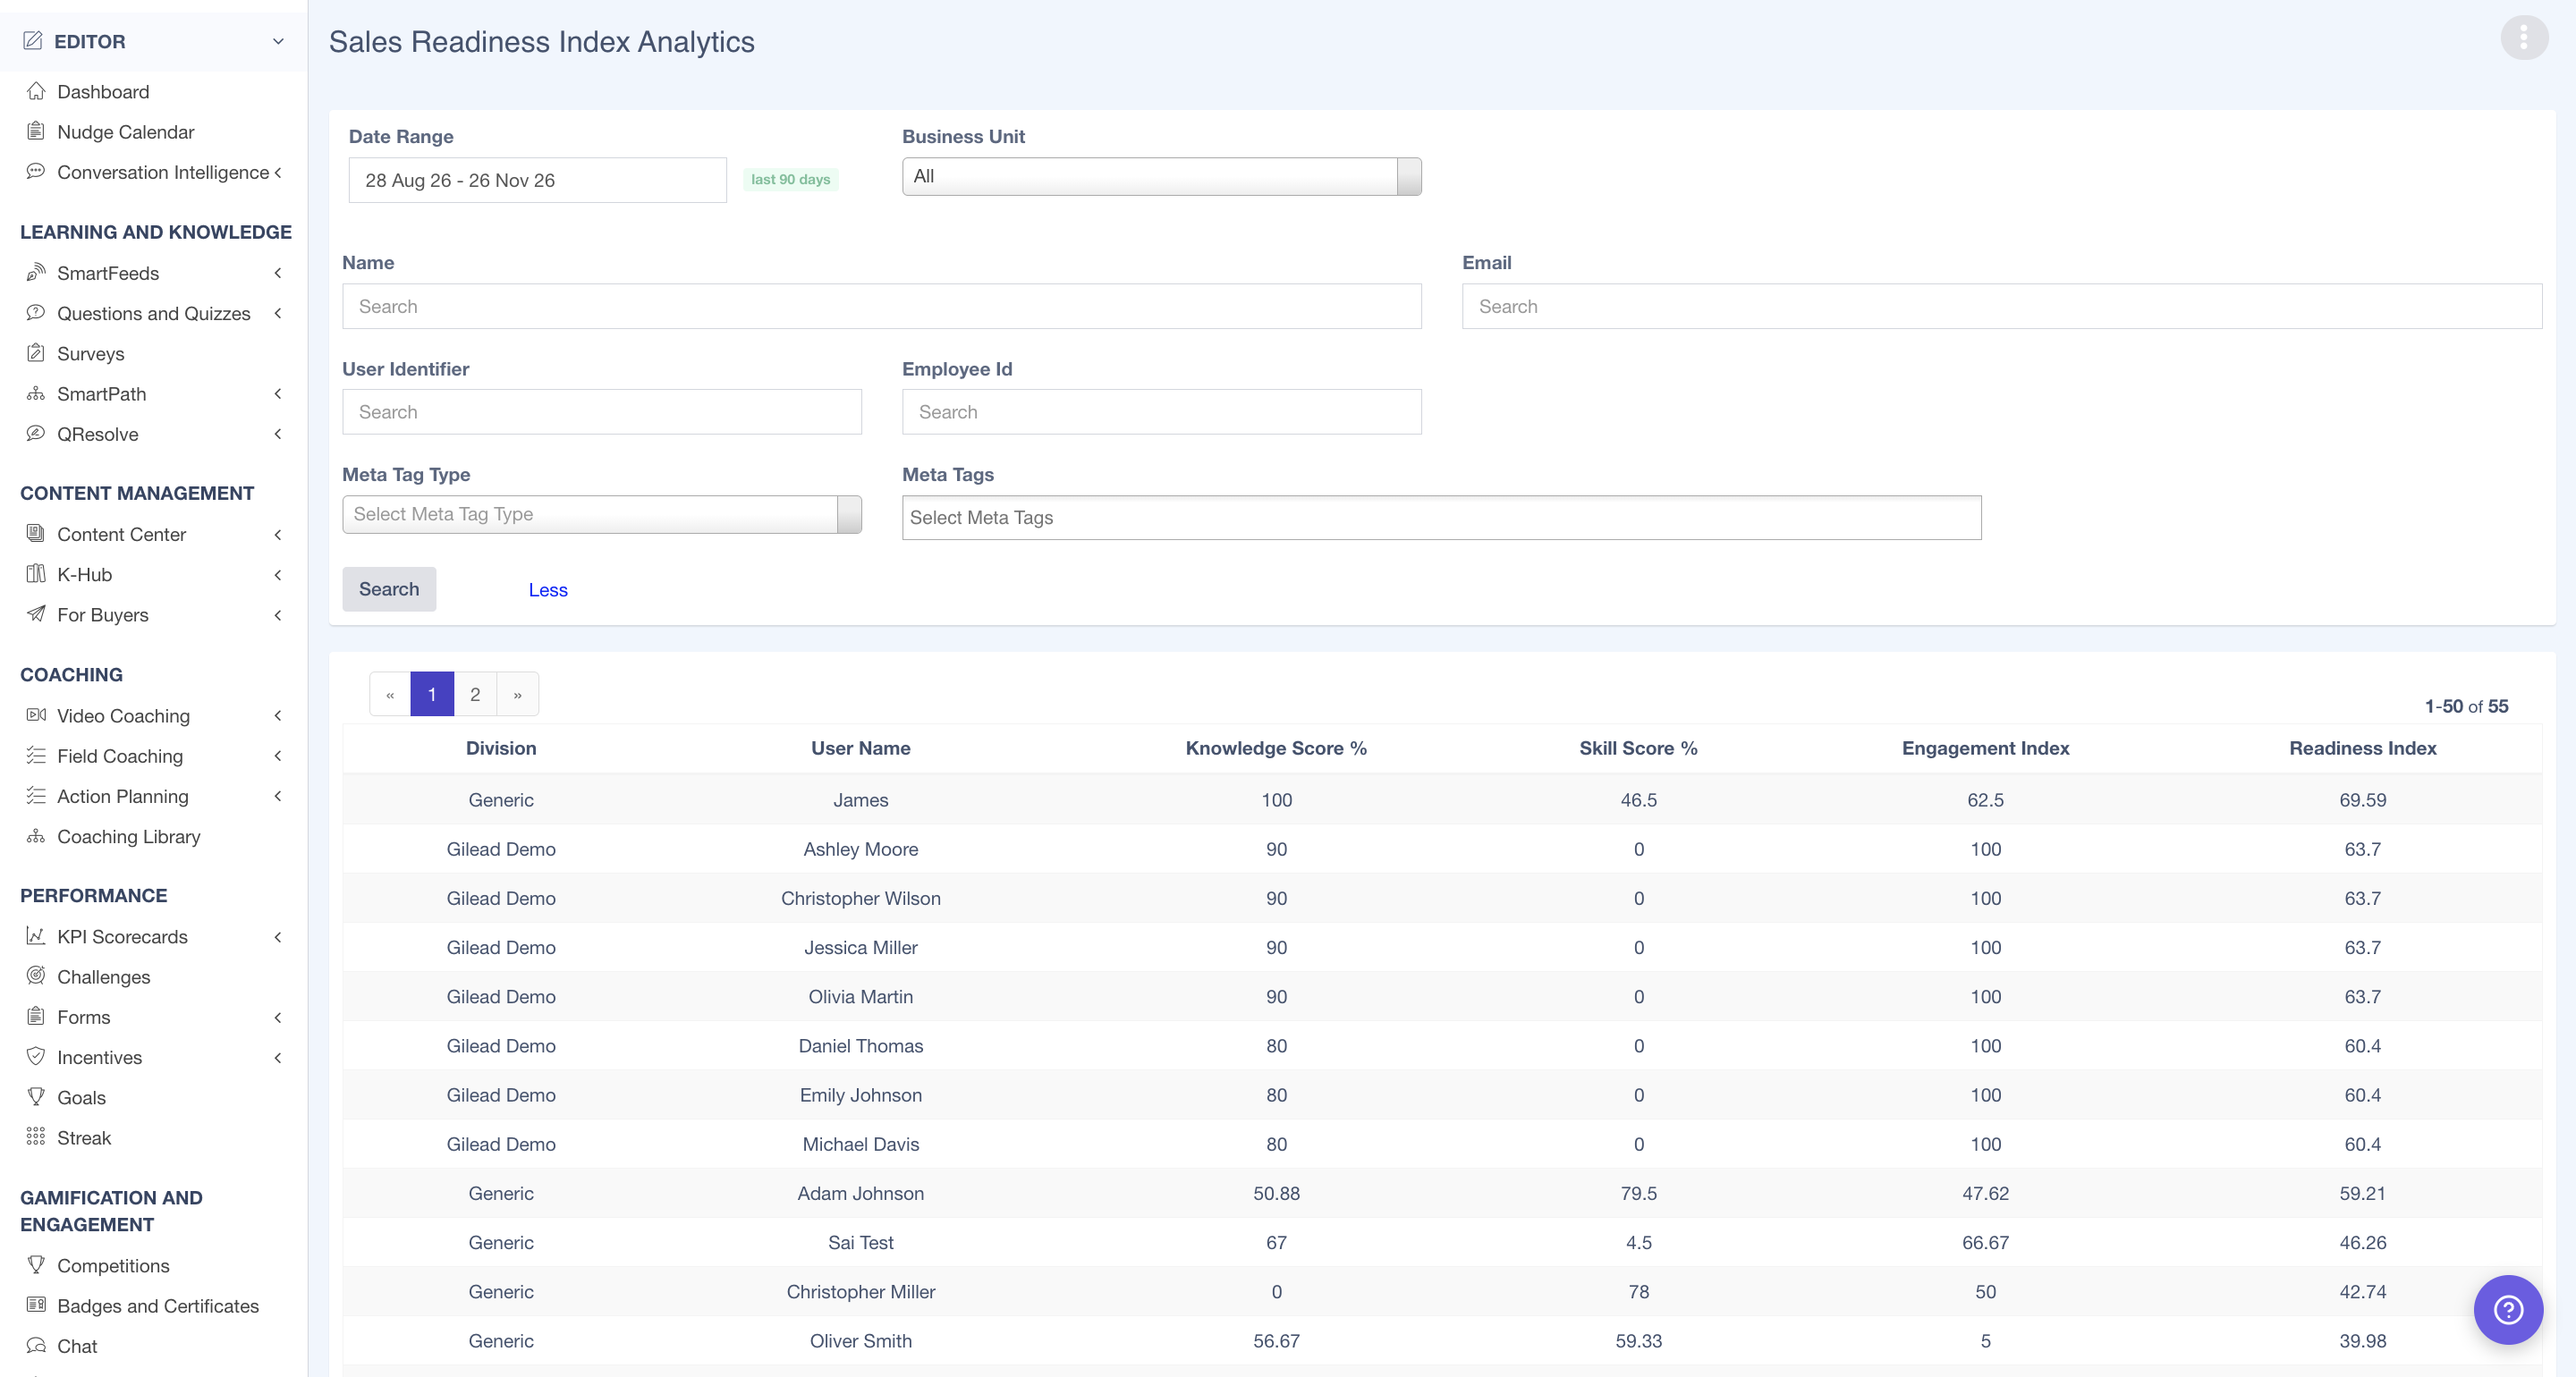 EDITOR
Dashboard
Nudge Calendar
Conversation Intelligence
LEARNING AND KNOWLEDGE
SmartFeeds
Questions and Quizzes
Surveys
SmartPath
QResolve
CONTENT MANAGEMENT
Content Center
K-Hub
For Buyers
COACHING
Video Coaching
Field Coaching
Action Planning
Coaching Library
PERFORMANCE
KPI Scorecards
Challenges
Forms
Incentives
Goals
Streak
GAMIFICATION AND
ENGAGEMENT
Competitions
Badges and Certificates
Chat
Sales Readiness Index Analytics
Date Range Business Unit
28 Aug 26 - 26 Nov 26 last 90 days All
Name Email
Search Search
User Identifier Employee Id
Search Search
Meta Tag Type Meta Tags
Select Meta Tag Type Select Meta Tags
Search Less
« 1 2 »
1-50 of 55
Division User Name Knowledge Score % Skill Score % Engagement Index Readiness Index
Generic James 100 46.5 62.5 69.59
Gilead Demo Ashley Moore 90 0 100 63.7
Gilead Demo Christopher Wilson 90 0 100 63.7
Gilead Demo Jessica Miller 90 0 100 63.7
Gilead Demo Olivia Martin 90 0 100 63.7
Gilead Demo Daniel Thomas 80 0 100 60.4
Gilead Demo Emily Johnson 80 0 100 60.4
Gilead Demo Michael Davis 80 0 100 60.4
Generic Adam Johnson 50.88 79.5 47.62 59.21
Generic Sai Test 67 4.5 66.67 46.26
Generic Christopher Miller 0 78 50 42.74
Generic Oliver Smith 56.67 59.33 5 39.98